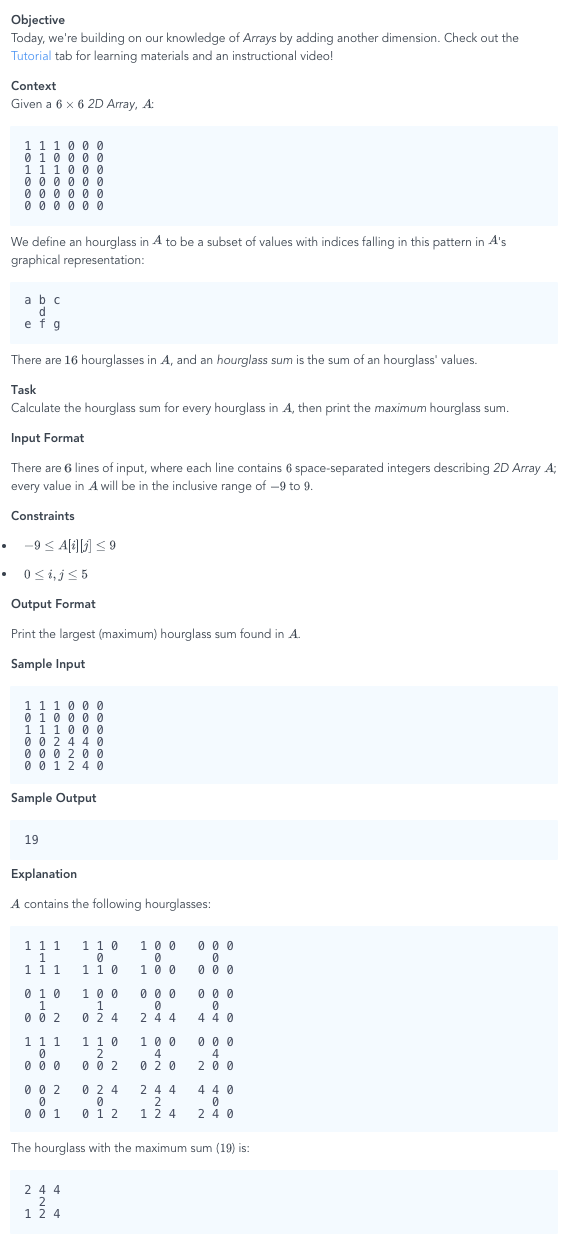 Objective
Today, we're building on our knowledge of Arrays by adding another dimension. Check out the
Tutorial tab for learning materials and an instructional video!
Context
Given a 6 × 6 2D Array, A:
1 1 1 0 0 0
0 1 0 0 0 0
1 1 1 0 0 0
0 0 0 0 0 0
0 0 0 0 0 0
0 0 0 0 0 0
We define an hourglass in A to be a subset of values with indices falling in this pattern in A's
graphical representation:
a b c
  d
e f g
There are 16 hourglasses in A, and an hourglass sum is the sum of an hourglass' values.
Task
Calculate the hourglass sum for every hourglass in A, then print the maximum hourglass sum.
Input Format
There are 6 lines of input, where each line contains 6 space-separated integers describing 2D Array A;
every value in A will be in the inclusive range of −9 to 9.
Constraints
• −9 ≤ A[i][j] ≤ 9
• 0 ≤ i, j ≤ 5
Output Format
Print the largest (maximum) hourglass sum found in A.
Sample Input
1 1 1 0 0 0
0 1 0 0 0 0
1 1 1 0 0 0
0 0 2 4 4 0
0 0 0 2 0 0
0 0 1 2 4 0
Sample Output
19
Explanation
A contains the following hourglasses:
1 1 1   1 1 0   1 0 0   0 0 0
  1       0       0       0
1 1 1   1 1 0   1 0 0   0 0 0
0 1 0   1 0 0   0 0 0   0 0 0
  1       1       0       0
0 0 2   0 2 4   2 4 4   4 4 0
1 1 1   1 1 0   1 0 0   0 0 0
  0       2       4       4
0 0 0   0 0 2   0 2 0   2 0 0
0 0 2   0 2 4   2 4 4   4 4 0
  0       0       2       0
0 0 1   0 1 2   1 2 4   2 4 0
The hourglass with the maximum sum (19) is:
2 4 4
  2
1 2 4